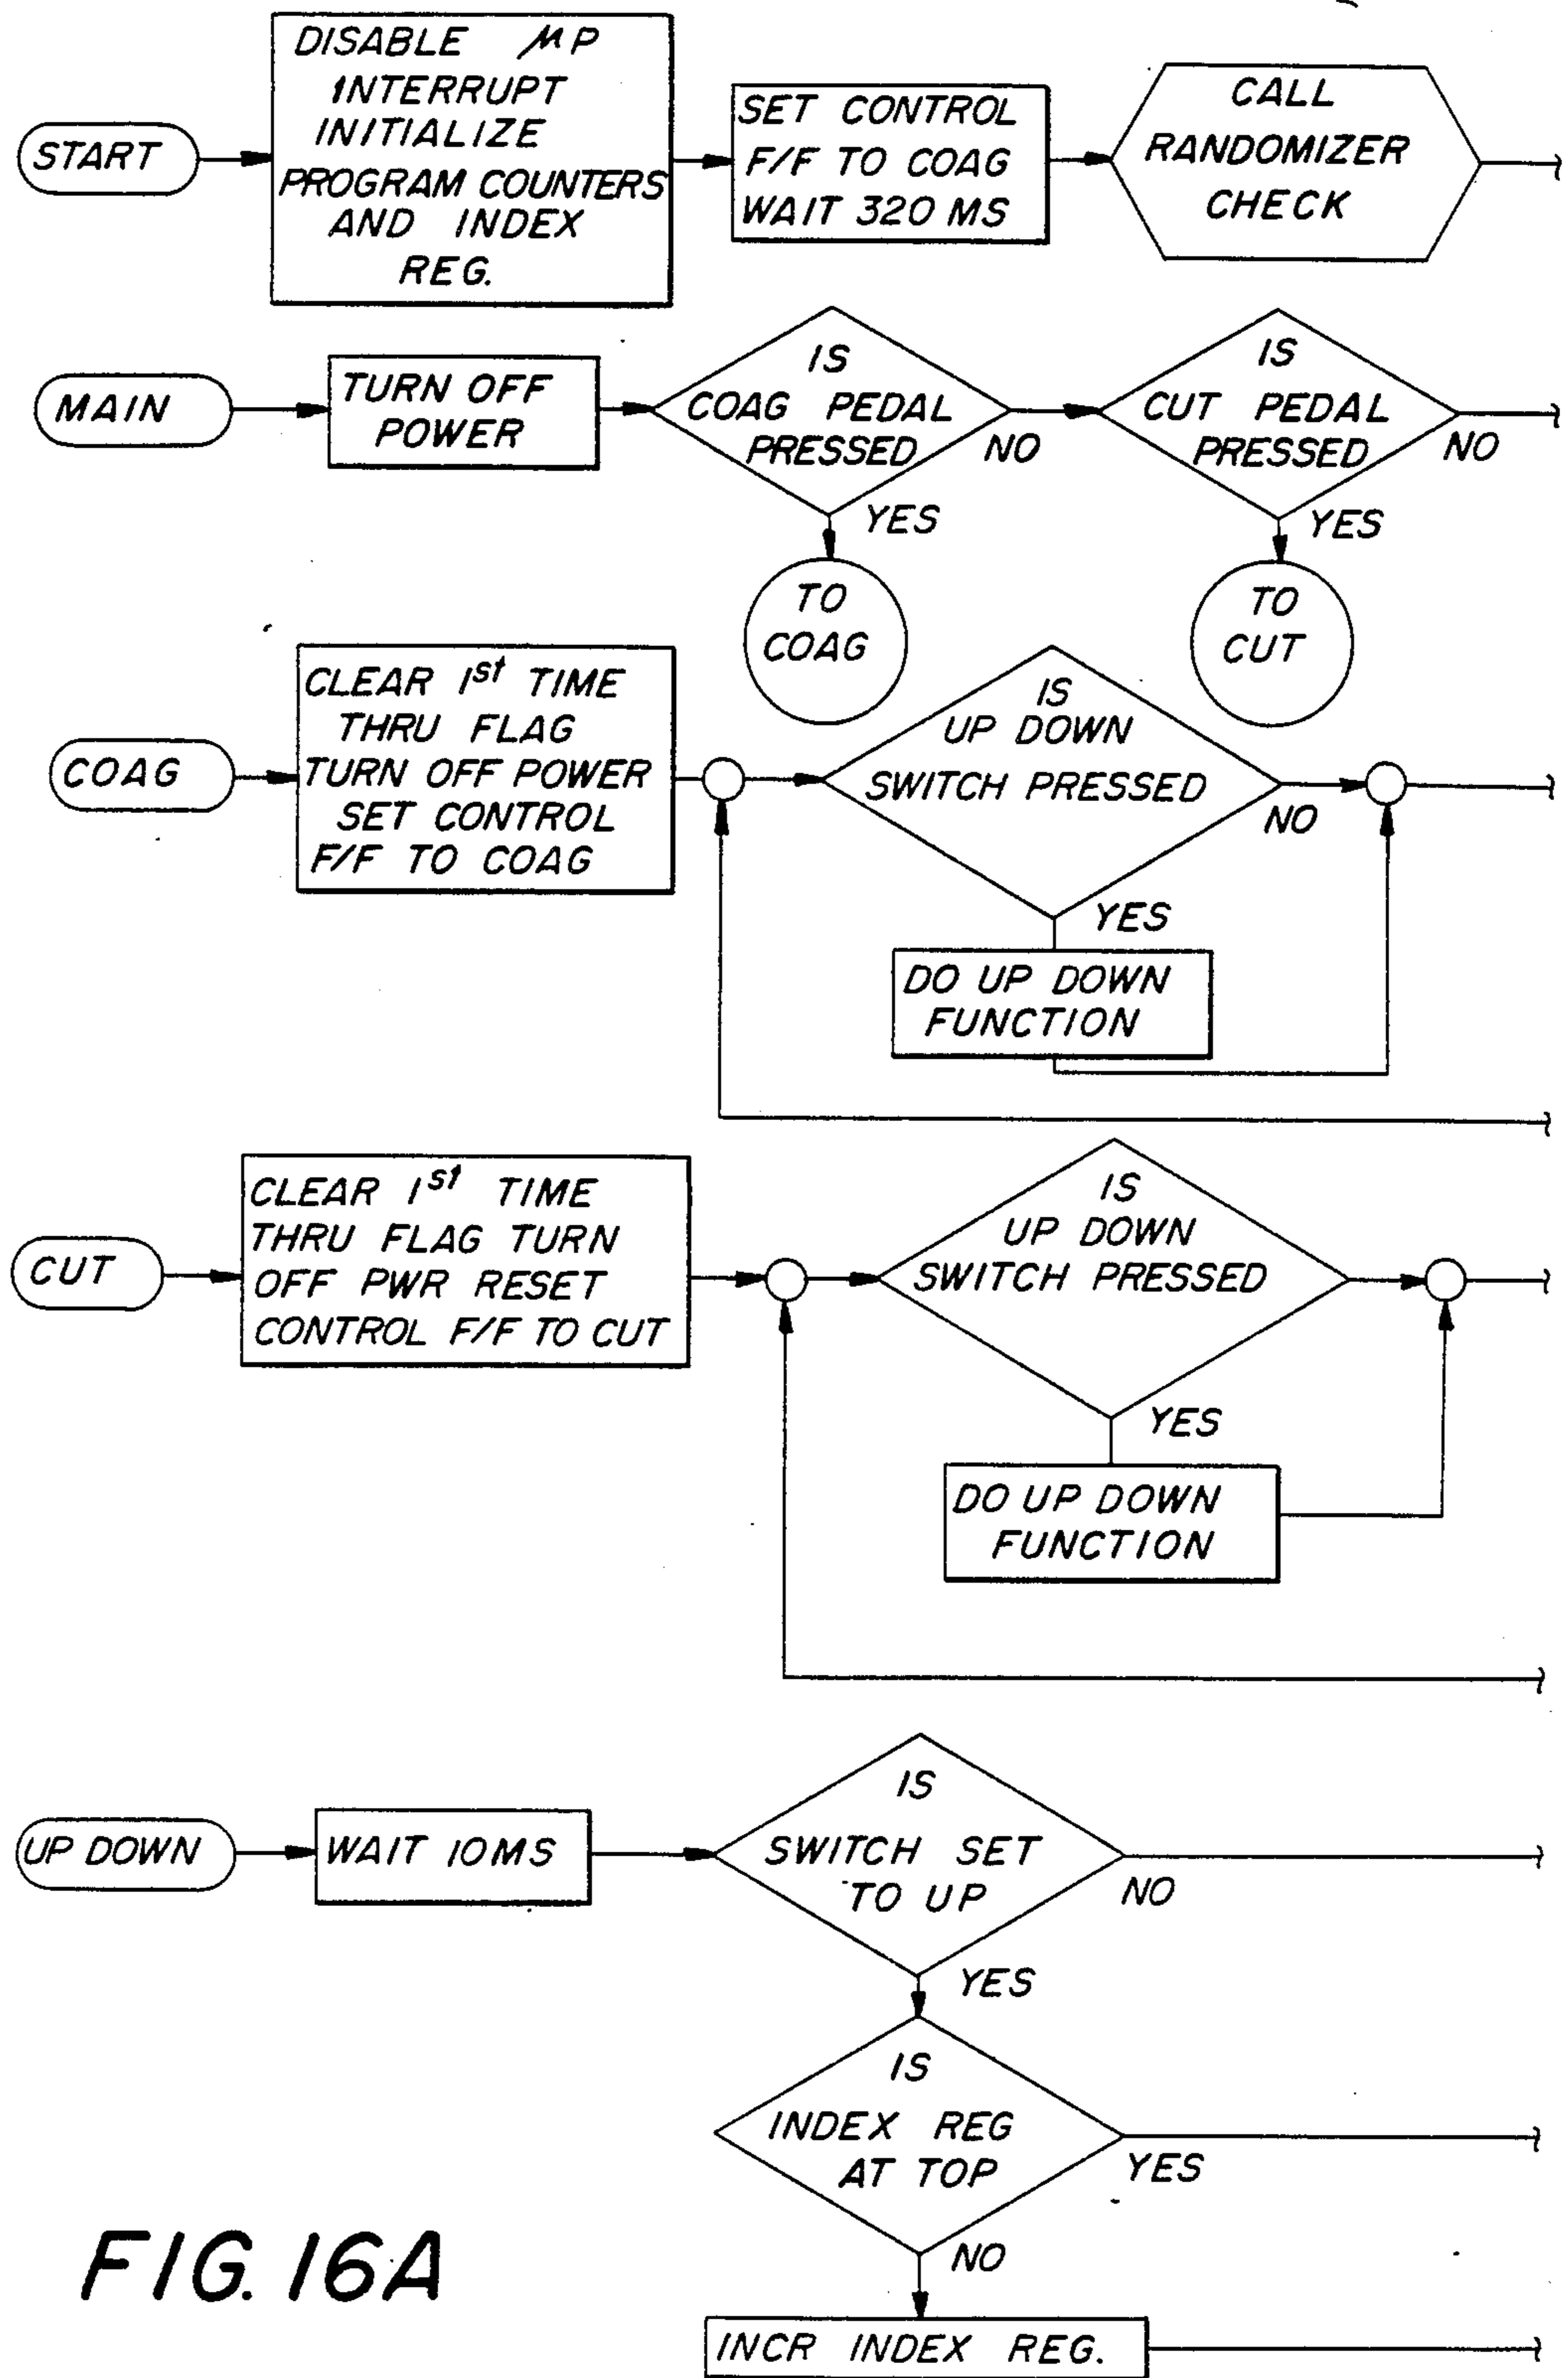 START
DISABLE μP
INTERRUPT
INITIALIZE
PROGRAM COUNTERS
AND INDEX
REG.
SET CONTROL
F/F TO COAG
WAIT 320 MS
CALL
RANDOMIZER
CHECK
MAIN
TURN OFF
POWER
IS
COAG PEDAL
PRESSED
NO
YES
TO
COAG
IS
CUT PEDAL
PRESSED
NO
YES
TO
CUT
COAG
CLEAR 1st TIME
THRU FLAG
TURN OFF POWER
SET CONTROL
F/F TO COAG
IS
UP DOWN
SWITCH PRESSED
NO
YES
DO UP DOWN
FUNCTION
CUT
CLEAR 1st TIME
THRU FLAG TURN
OFF PWR RESET
CONTROL F/F TO CUT
IS
UP DOWN
SWITCH PRESSED
YES
DO UP DOWN
FUNCTION
UP DOWN
WAIT 10MS
IS
SWITCH SET
TO UP
NO
YES
IS
INDEX REG
AT TOP
YES
NO
INCR INDEX REG.
FIG. 16A